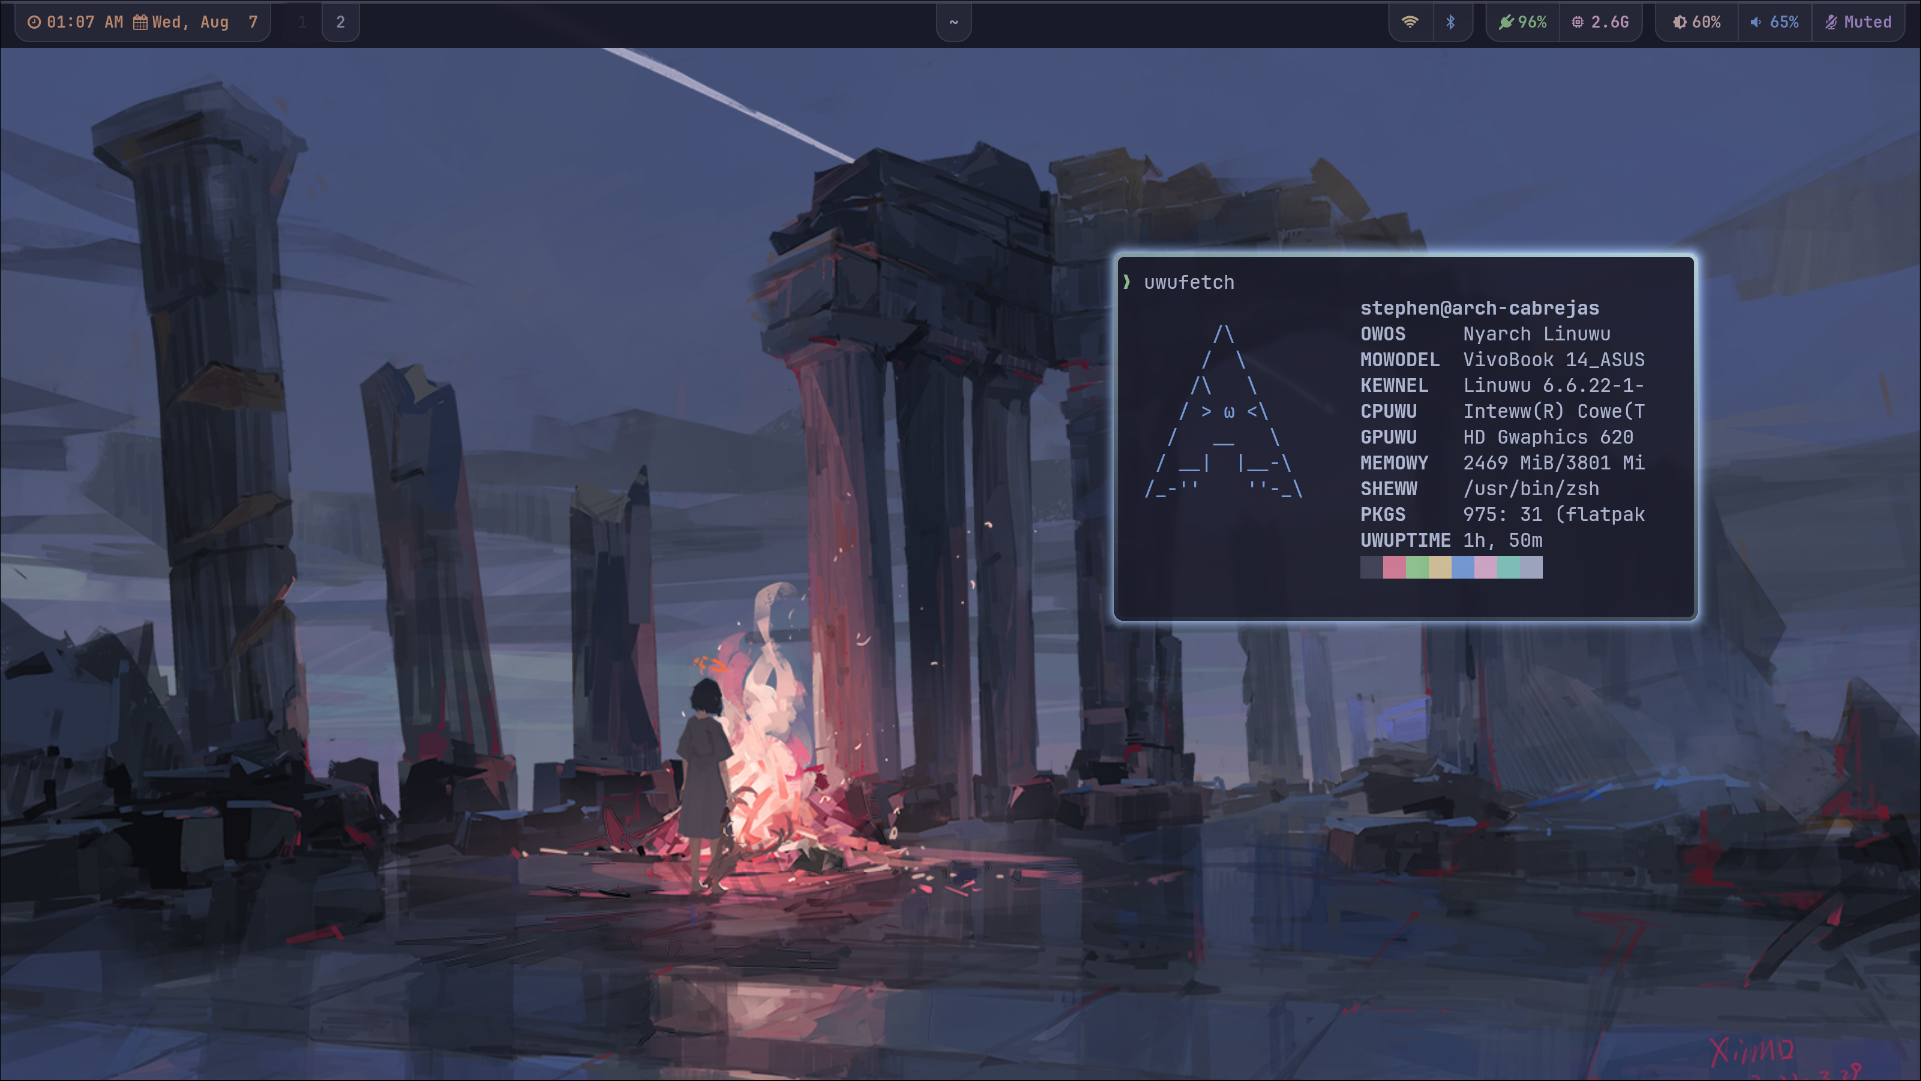 01:07 AM Wed, Aug 7 1 2 ~ 96% 2.6G 60% 65% Muted
❯ uwufetch
stephen@arch-cabrejas
/\ OWOS Nyarch Linuwu
/  \ MOWODEL VivoBook 14_ASUS
/\   \ KEWNEL Linuwu 6.6.22-1-
/ > ω <\ CPUWU Inteww(R) Cowe(T
/   __   \ GPUWU HD Gwaphics 620
/ __|  |__-\ MEMOWY 2469 MiB/3801 Mi
/_-''    ''-_\ SHEWW /usr/bin/zsh
PKGS 975: 31 (flatpak
UWUPTIME 1h, 50m